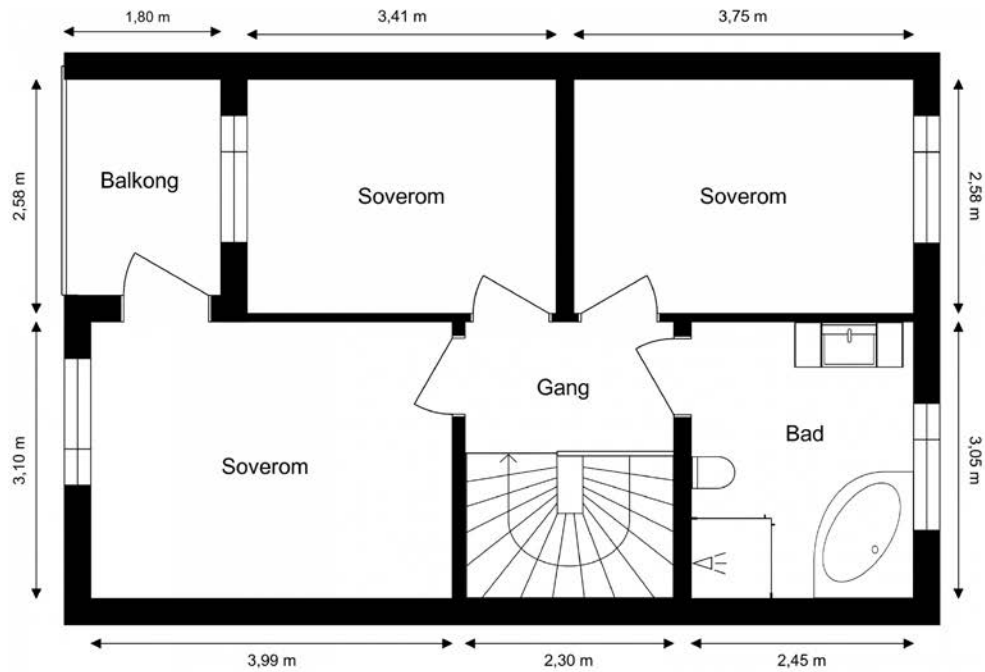 1,80 m
3,41 m
3,75 m
2,58 m
Balkong
Soverom
Soverom
2,58 m
3,10 m
Soverom
Gang
Bad
3,05 m
3,99 m
2,30 m
2,45 m